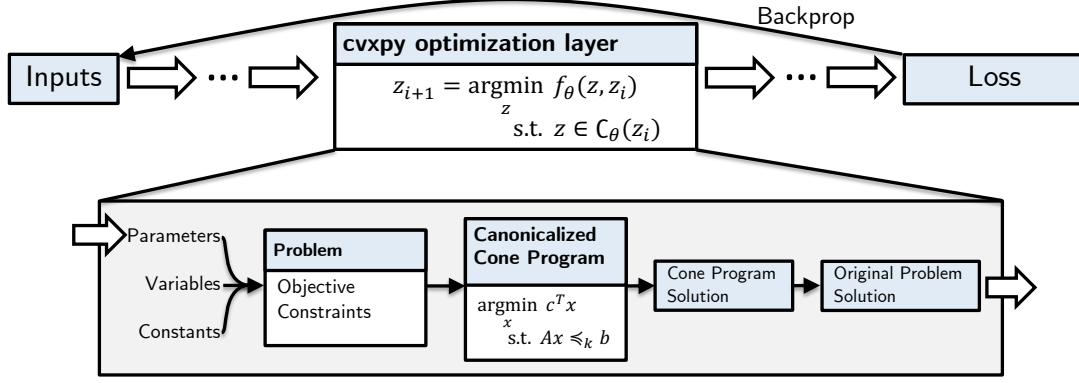 Backprop
Inputs
...
cvxpy optimization layer
z_{i+1} = argmin f_θ(z, z_i)
z
s.t. z ∈ C_θ(z_i)
...
Loss
Parameters
Variables
Constants
Problem
Objective
Constraints
Canonicalized
Cone Program
argmin c^T x
x
s.t. Ax ≼_k b
Cone Program
Solution
Original Problem
Solution